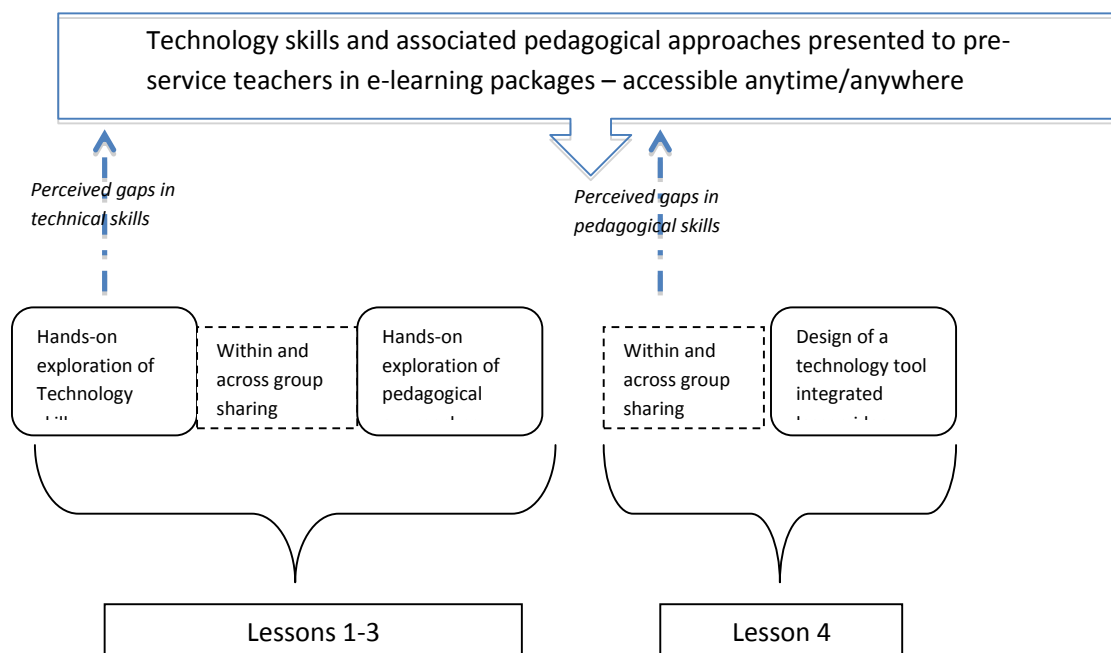 Technology skills and associated pedagogical approaches presented to pre-
service teachers in e-learning packages – accessible anytime/anywhere
Perceived gaps in
technical skills
Perceived gaps in
pedagogical skills
Hands-on
exploration of
Technology
Within and
across group
sharing
Hands-on
exploration of
pedagogical
Within and
across group
sharing
Design of a
technology tool
integrated
Lessons 1-3
Lesson 4